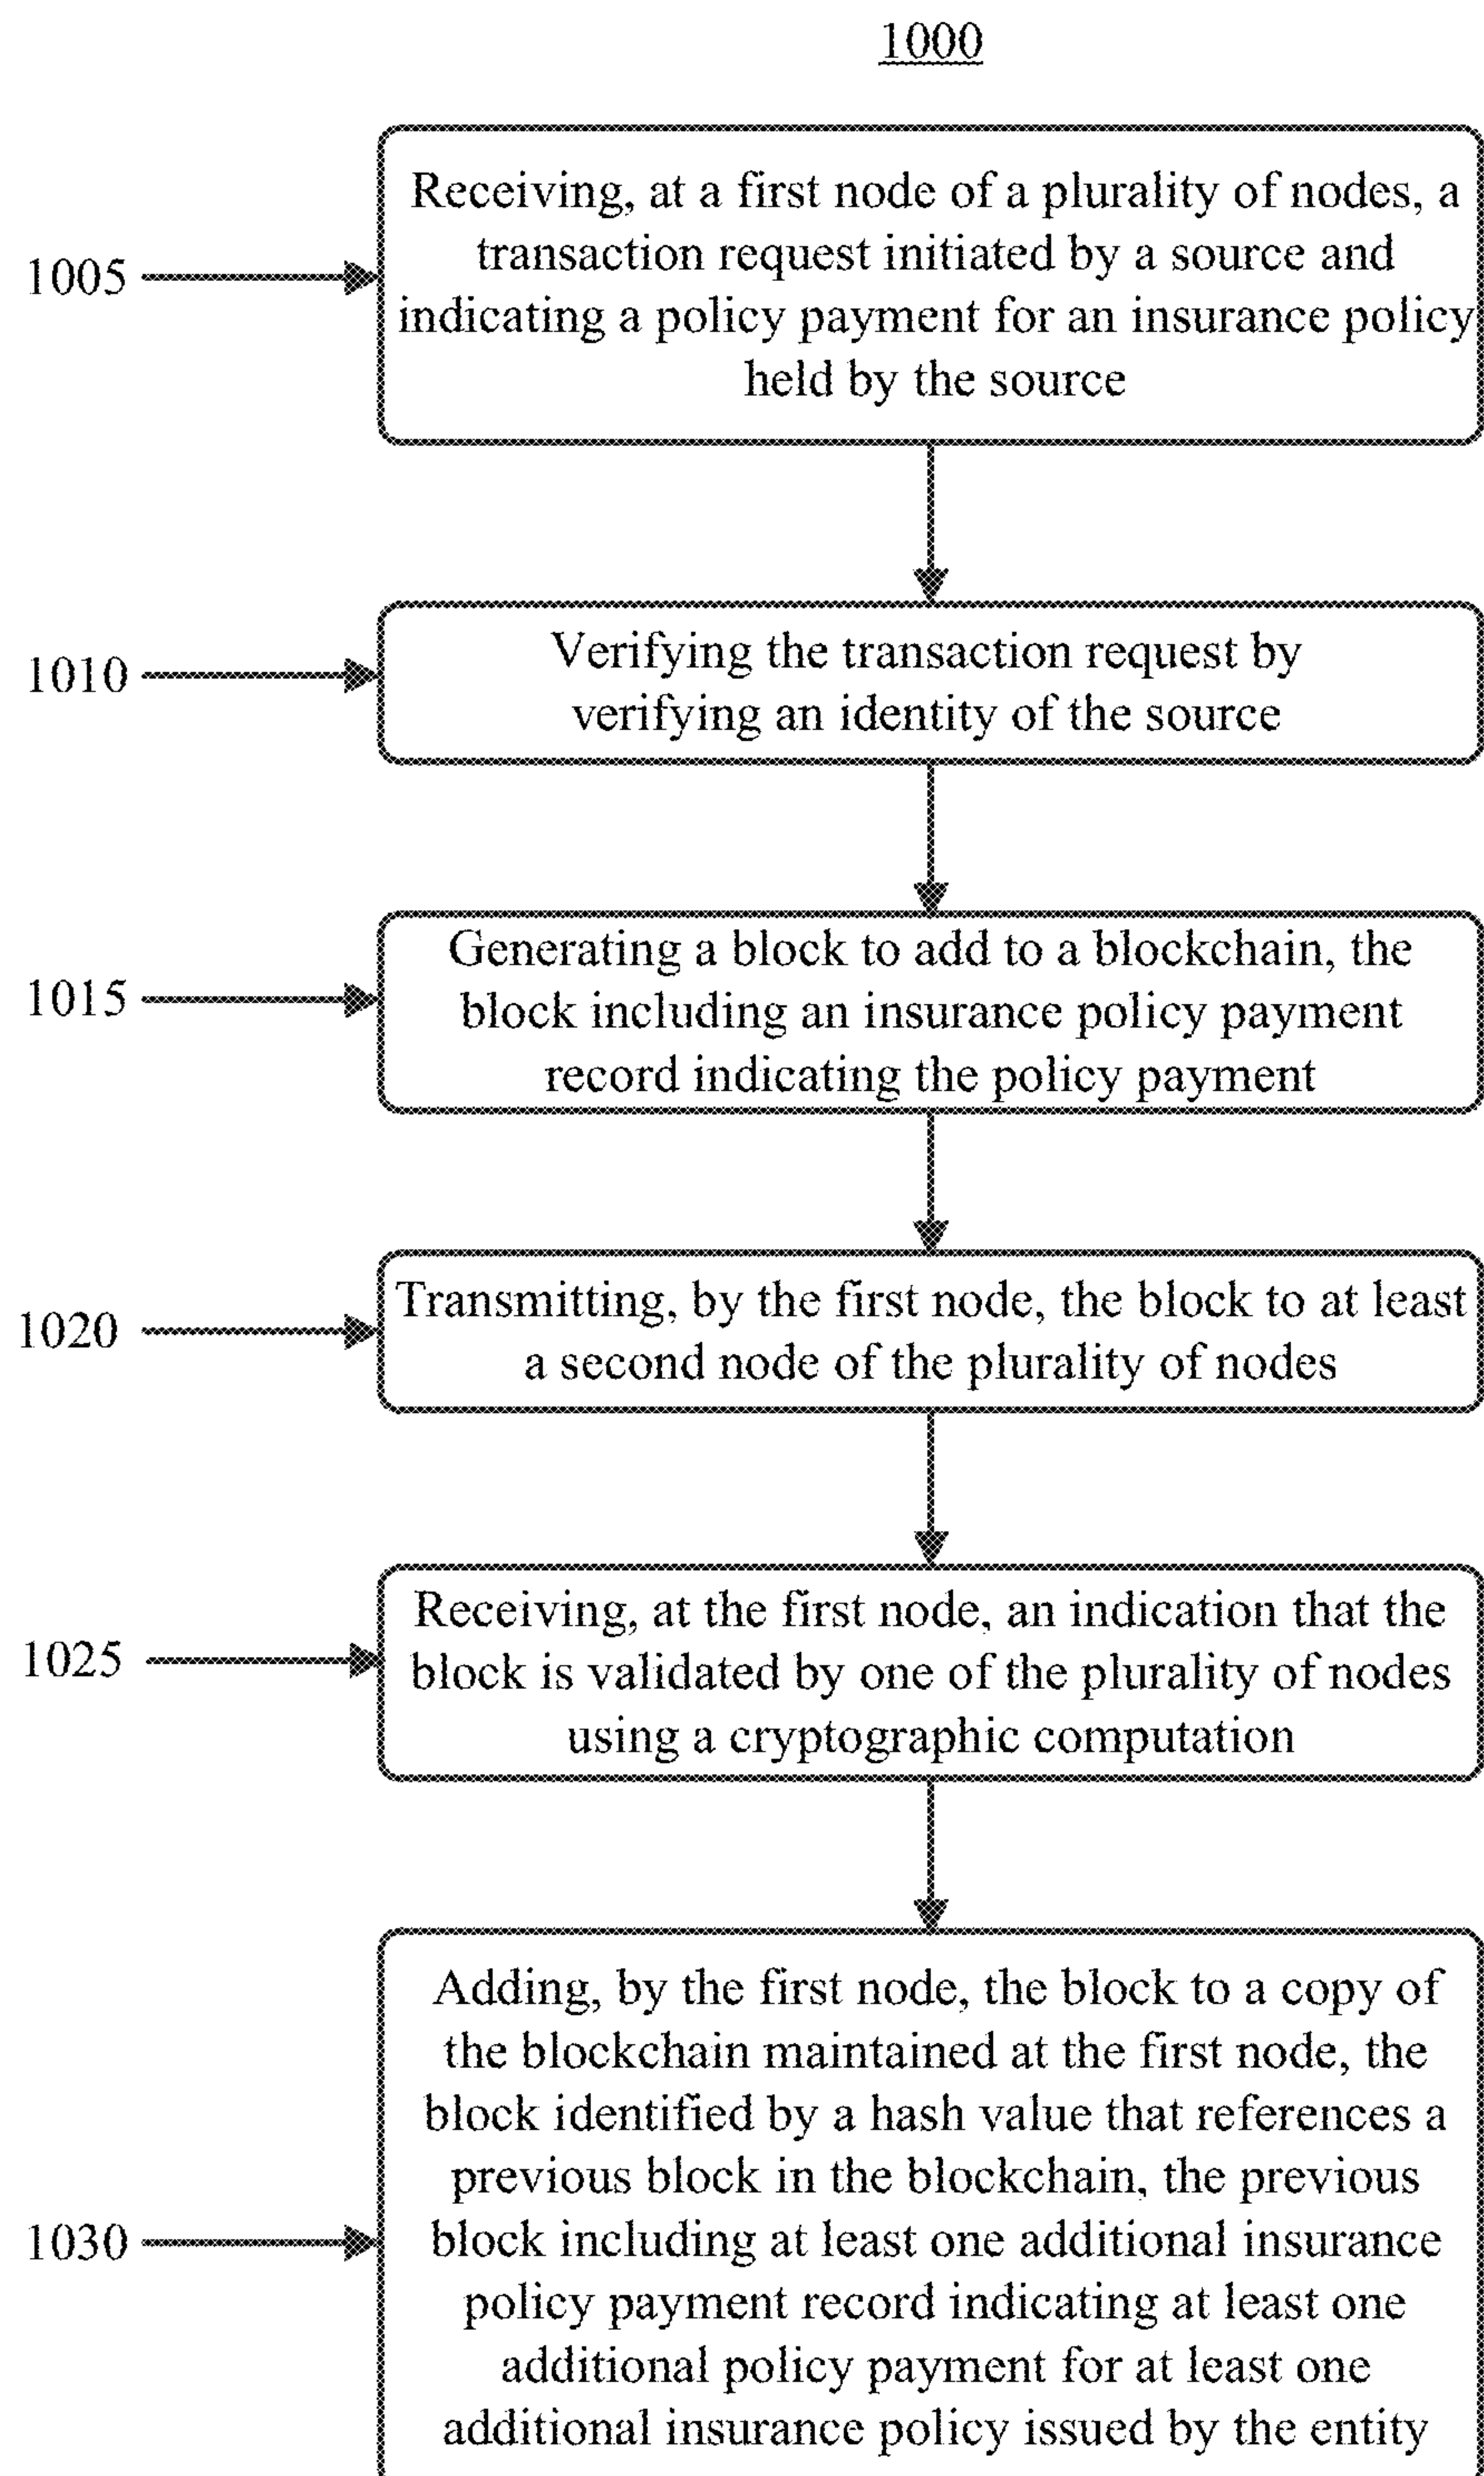 1000
Receiving, at a first node of a plurality of nodes, a
transaction request initiated by a source and
indicating a policy payment for an insurance policy
held by the source
1005
Verifying the transaction request by
verifying an identity of the source
1010
Generating a block to add to a blockchain, the
block including an insurance policy payment
record indicating the policy payment
1015
Transmitting, by the first node, the block to at least
a second node of the plurality of nodes
1020
Receiving, at the first node, an indication that the
block is validated by one of the plurality of nodes
using a cryptographic computation
1025
Adding, by the first node, the block to a copy of
the blockchain maintained at the first node, the
block identified by a hash value that references a
previous block in the blockchain, the previous
block including at least one additional insurance
policy payment record indicating at least one
additional policy payment for at least one
additional insurance policy issued by the entity
1030